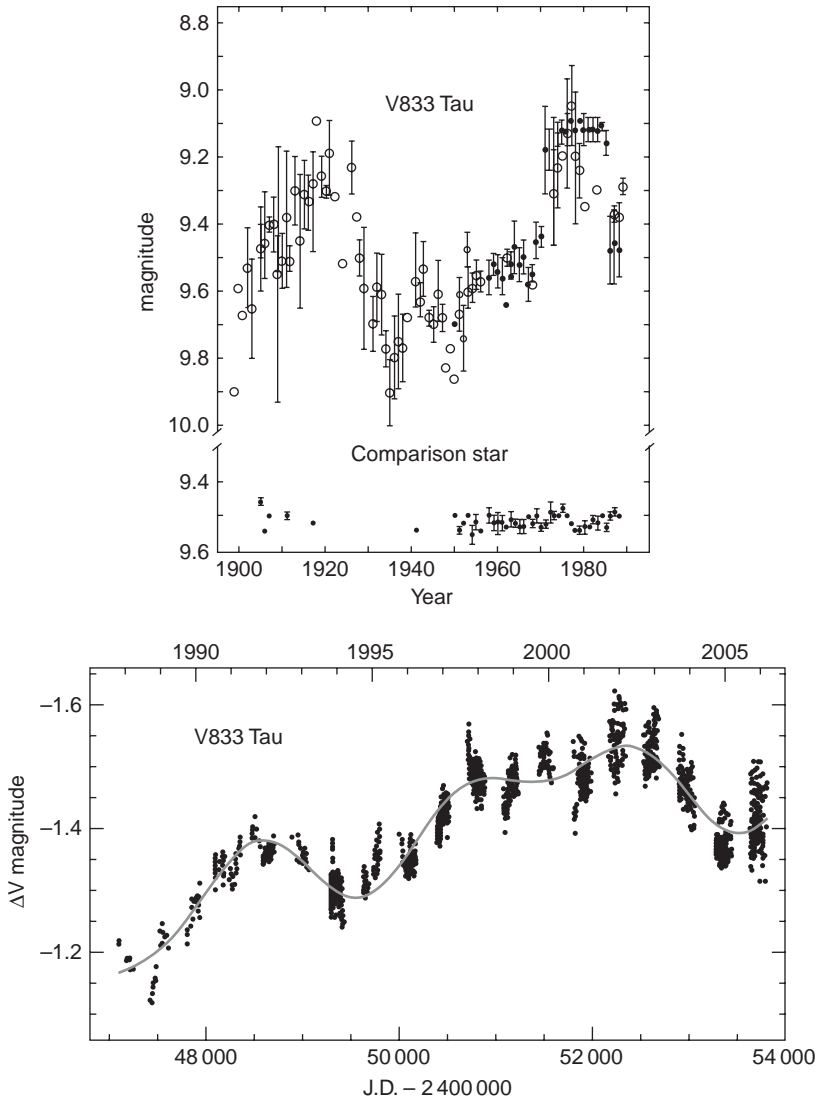 8.8
9.0
V833 Tau
9.2
9.4
magnitude
9.6
9.8
10.0
Comparison star
9.4
9.6
1900 1920 1940 1960 1980
Year
1990 1995 2000 2005
−1.6
V833 Tau
−1.4
ΔV magnitude
−1.2
48 000 50 000 52 000 54 000
J.D. – 2 400 000